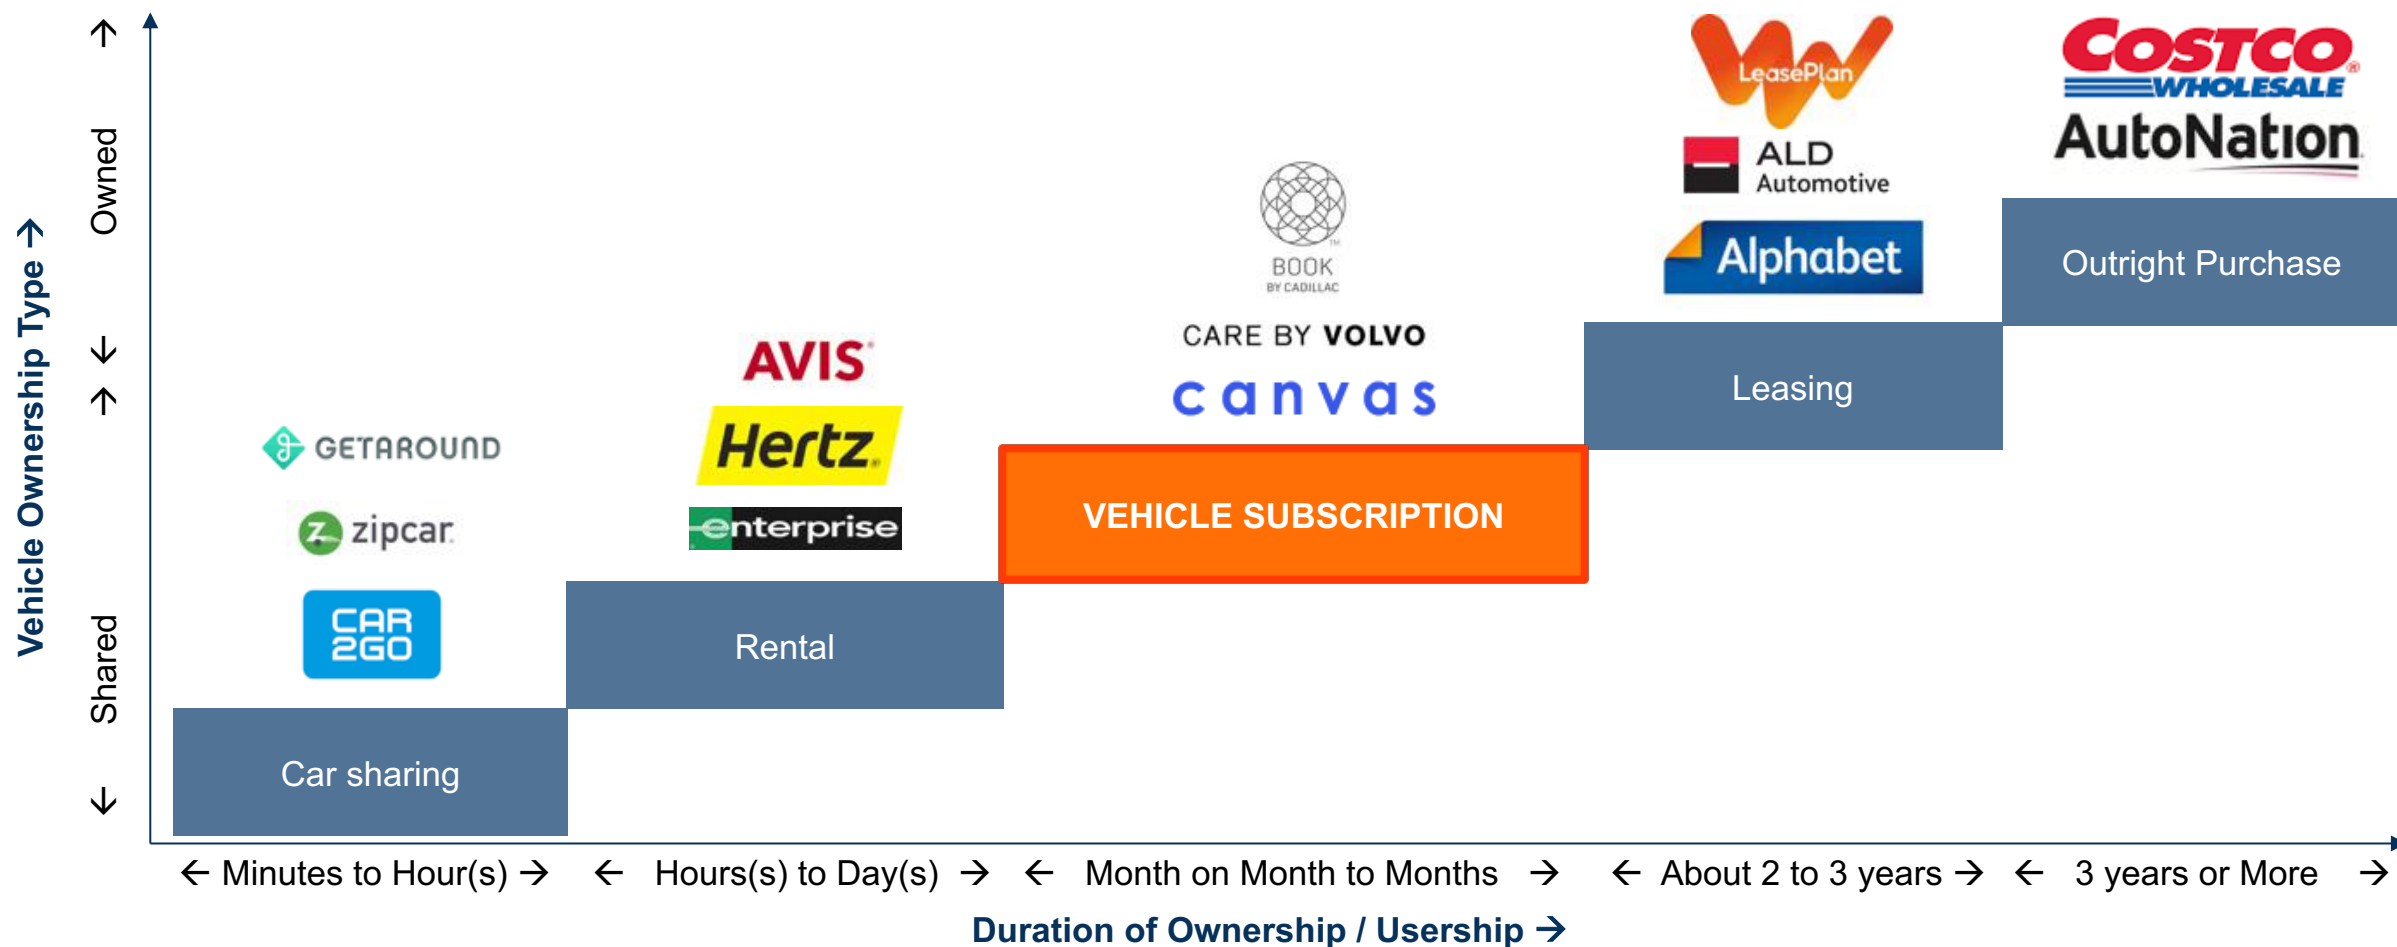 Vehicle Ownership Type →
← Shared → ← Owned →
GETAROUND
zipcar.
CAR
2GO
Car sharing
AVIS
Hertz.
enterprise
Rental
BOOK
BY CADILLAC
CARE BY VOLVO
canvas
VEHICLE SUBSCRIPTION
LeasePlan
ALD
Automotive
Alphabet
Leasing
COSTCO
WHOLESALE
AutoNation
Outright Purchase
← Minutes to Hour(s) →
← Hours(s) to Day(s) →
← Month on Month to Months →
← About 2 to 3 years →
← 3 years or More →
Duration of Ownership / Usership →